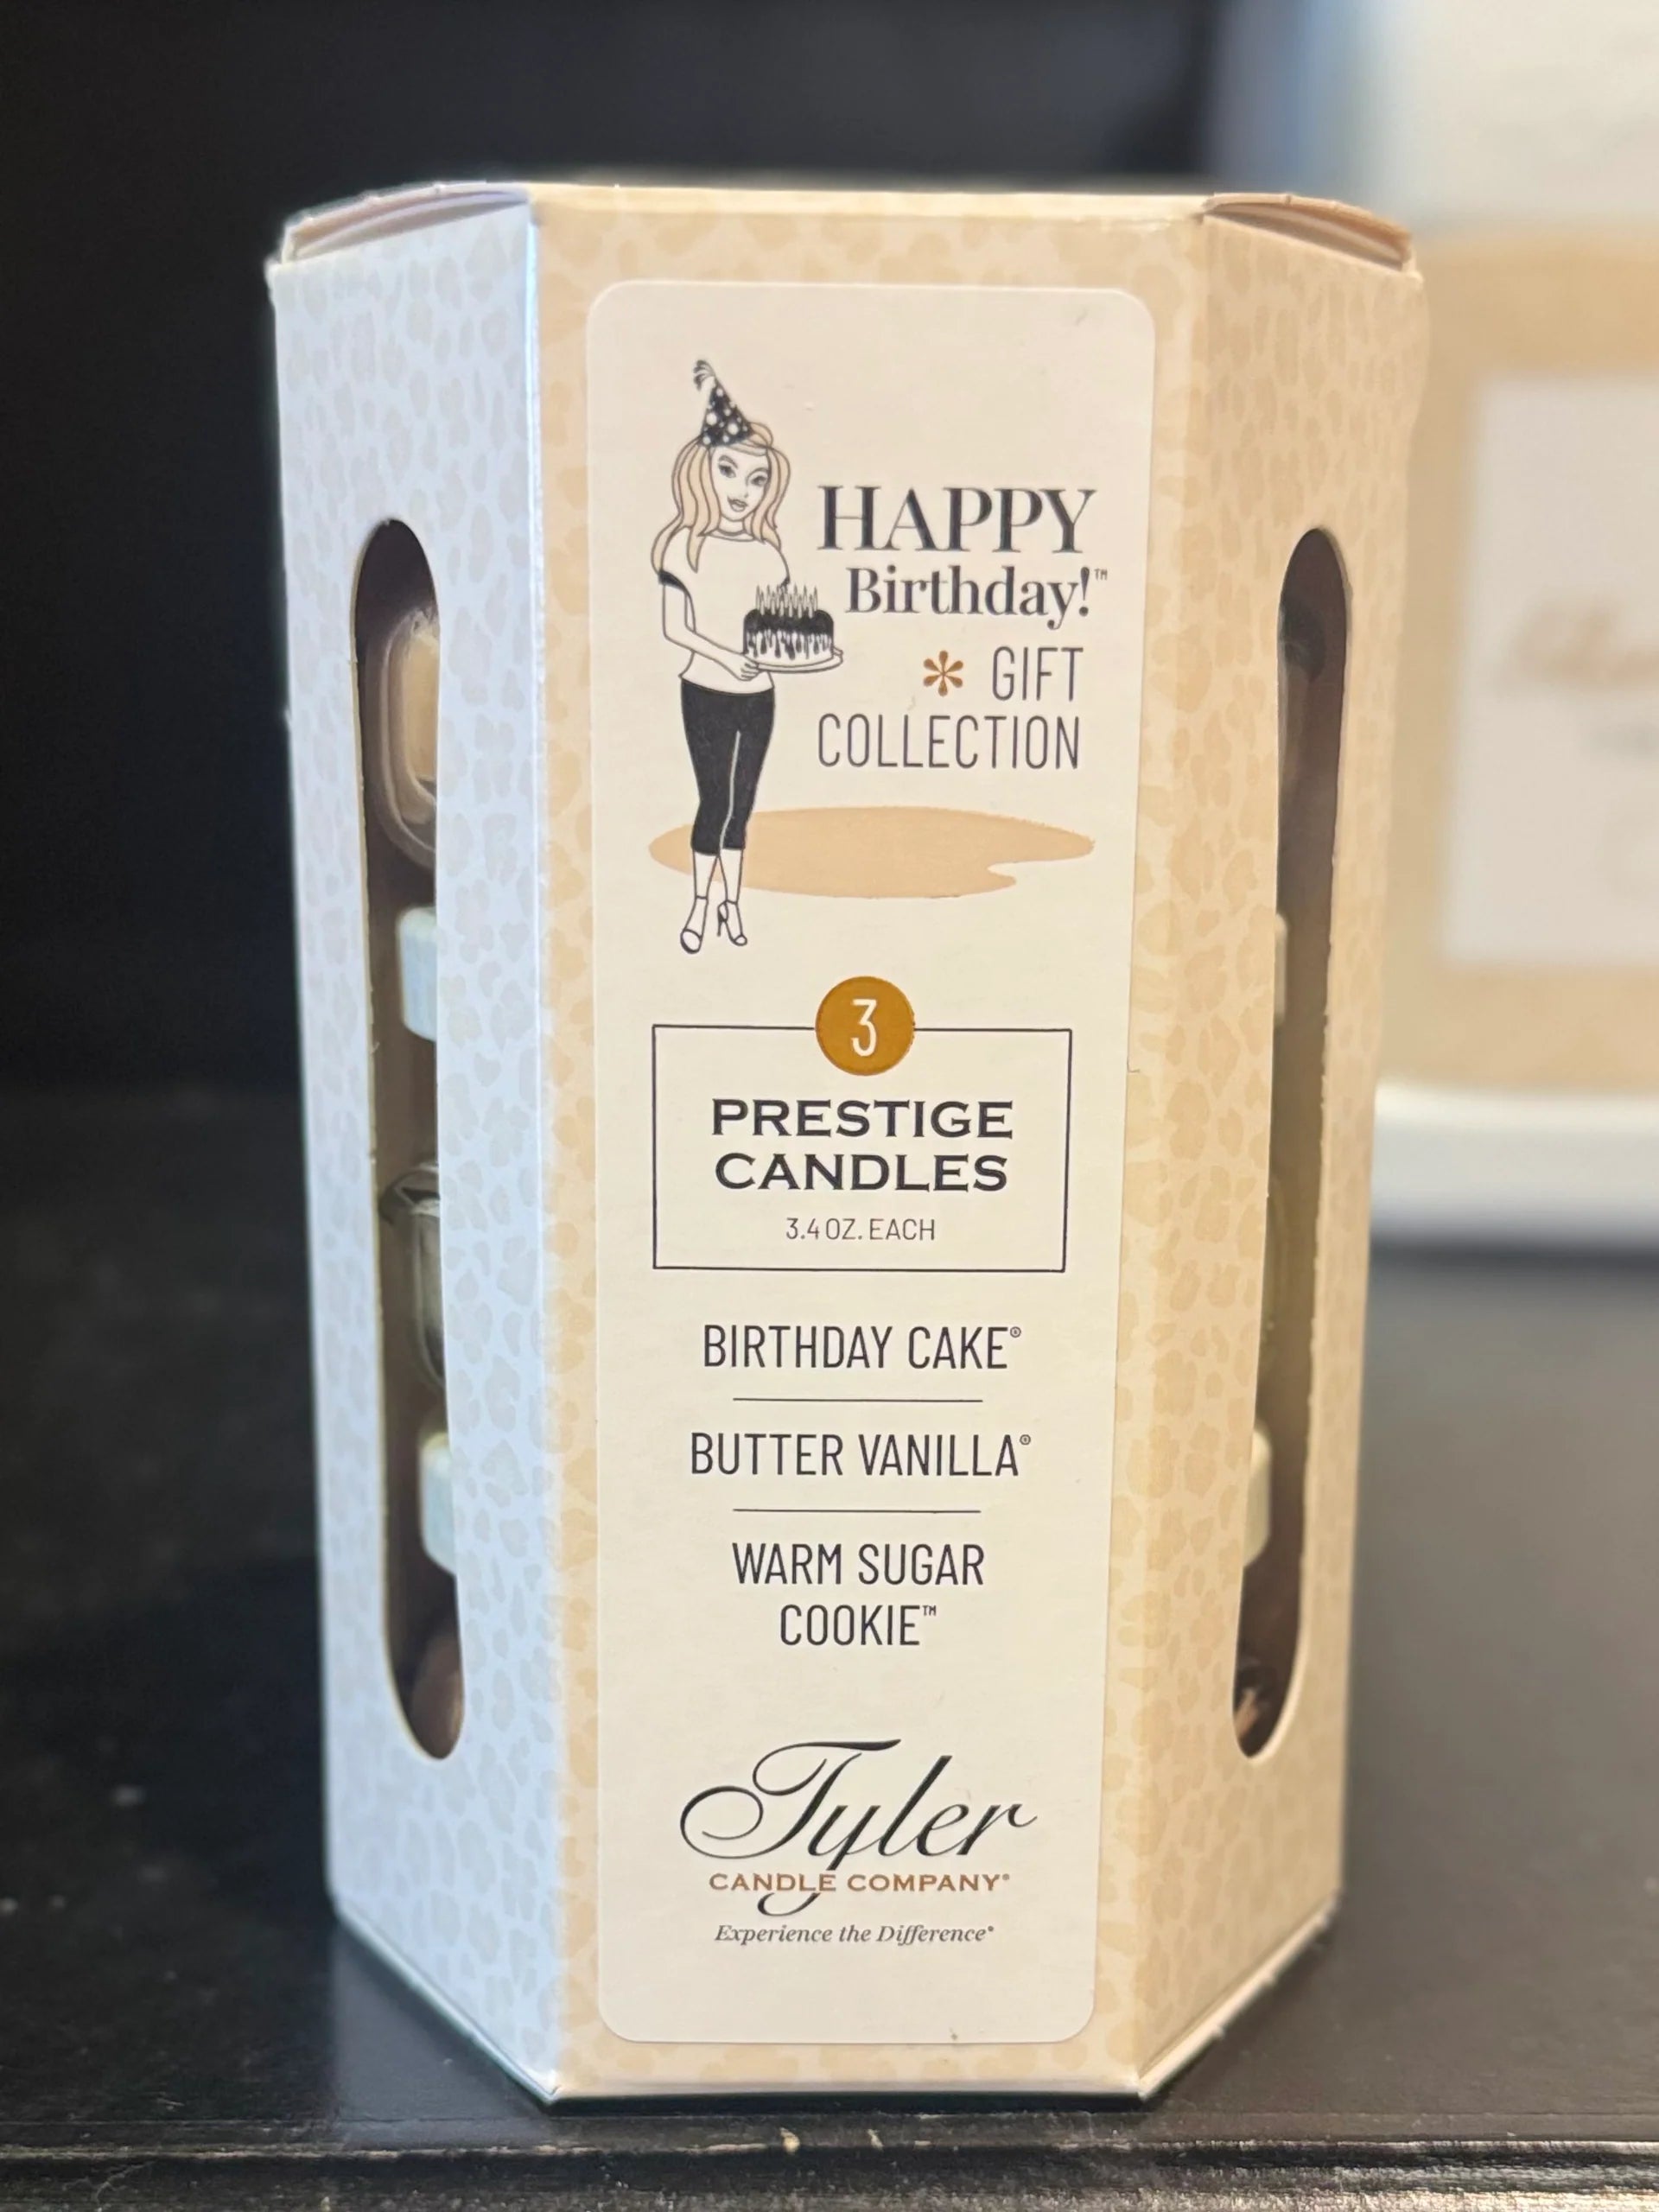 HAPPY
Birthday!™
* GIFT
COLLECTION
3
PRESTIGE
CANDLES
3.4 OZ. EACH
BIRTHDAY CAKE®
BUTTER VANILLA®
WARM SUGAR
COOKIE™
Tyler
CANDLE COMPANY®
Experience the Difference®